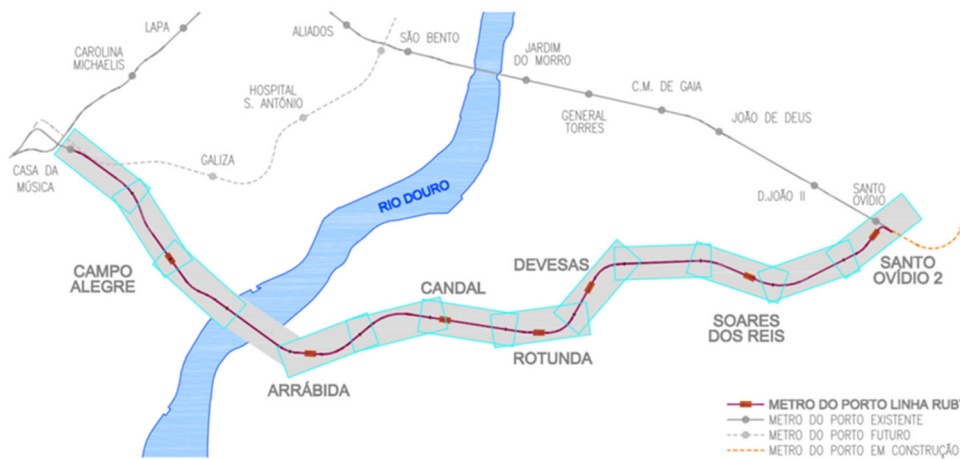 LAPA
ALIADOS
SÃO BENTO
CAROLINA
MICHAELIS
JARDIM
DO MORRO
C.M. DE GAIA
HOSPITAL
S. ANTÓNIO
GENERAL
TORRES
JOÃO DE DEUS
CASA DA
MÚSICA
GALIZA
RIO DOURO
D.JOÃO II
SANTO
OVÍDIO
CAMPO
ALEGRE
DEVESAS
SANTO
OVÍDIO 2
CANDAL
SOARES
DOS REIS
ROTUNDA
ARRÁBIDA
METRO DO PORTO LINHA RUB
METRO DO PORTO EXISTENTE
METRO DO PORTO FUTURO
METRO DO PORTO EM CONSTRUÇÃO